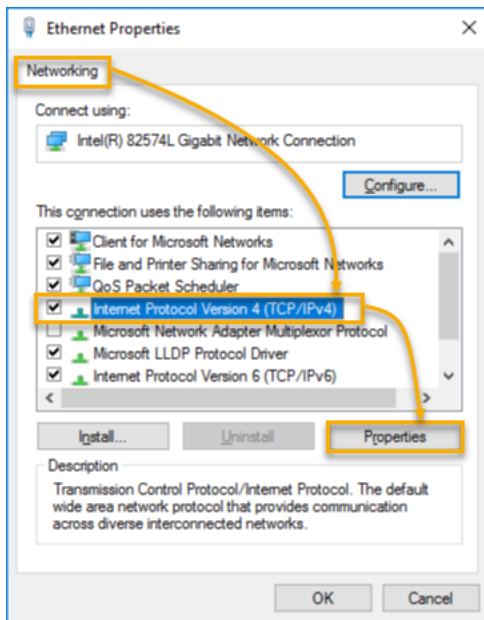 Ethernet Properties
Networking
Connect using:
Intel(R) 82574L Gigabit Network Connection
Configure...
This connection uses the following items:
Client for Microsoft Networks
File and Printer Sharing for Microsoft Networks
QoS Packet Scheduler
Internet Protocol Version 4 (TCP/IPv4)
Microsoft Network Adapter Multiplexor Protocol
Microsoft LLDP Protocol Driver
Internet Protocol Version 6 (TCP/IPv6)
Install...
Uninstall
Properties
Description
Transmission Control Protocol/Internet Protocol. The default
wide area network protocol that provides communication
across diverse interconnected networks.
OK
Cancel